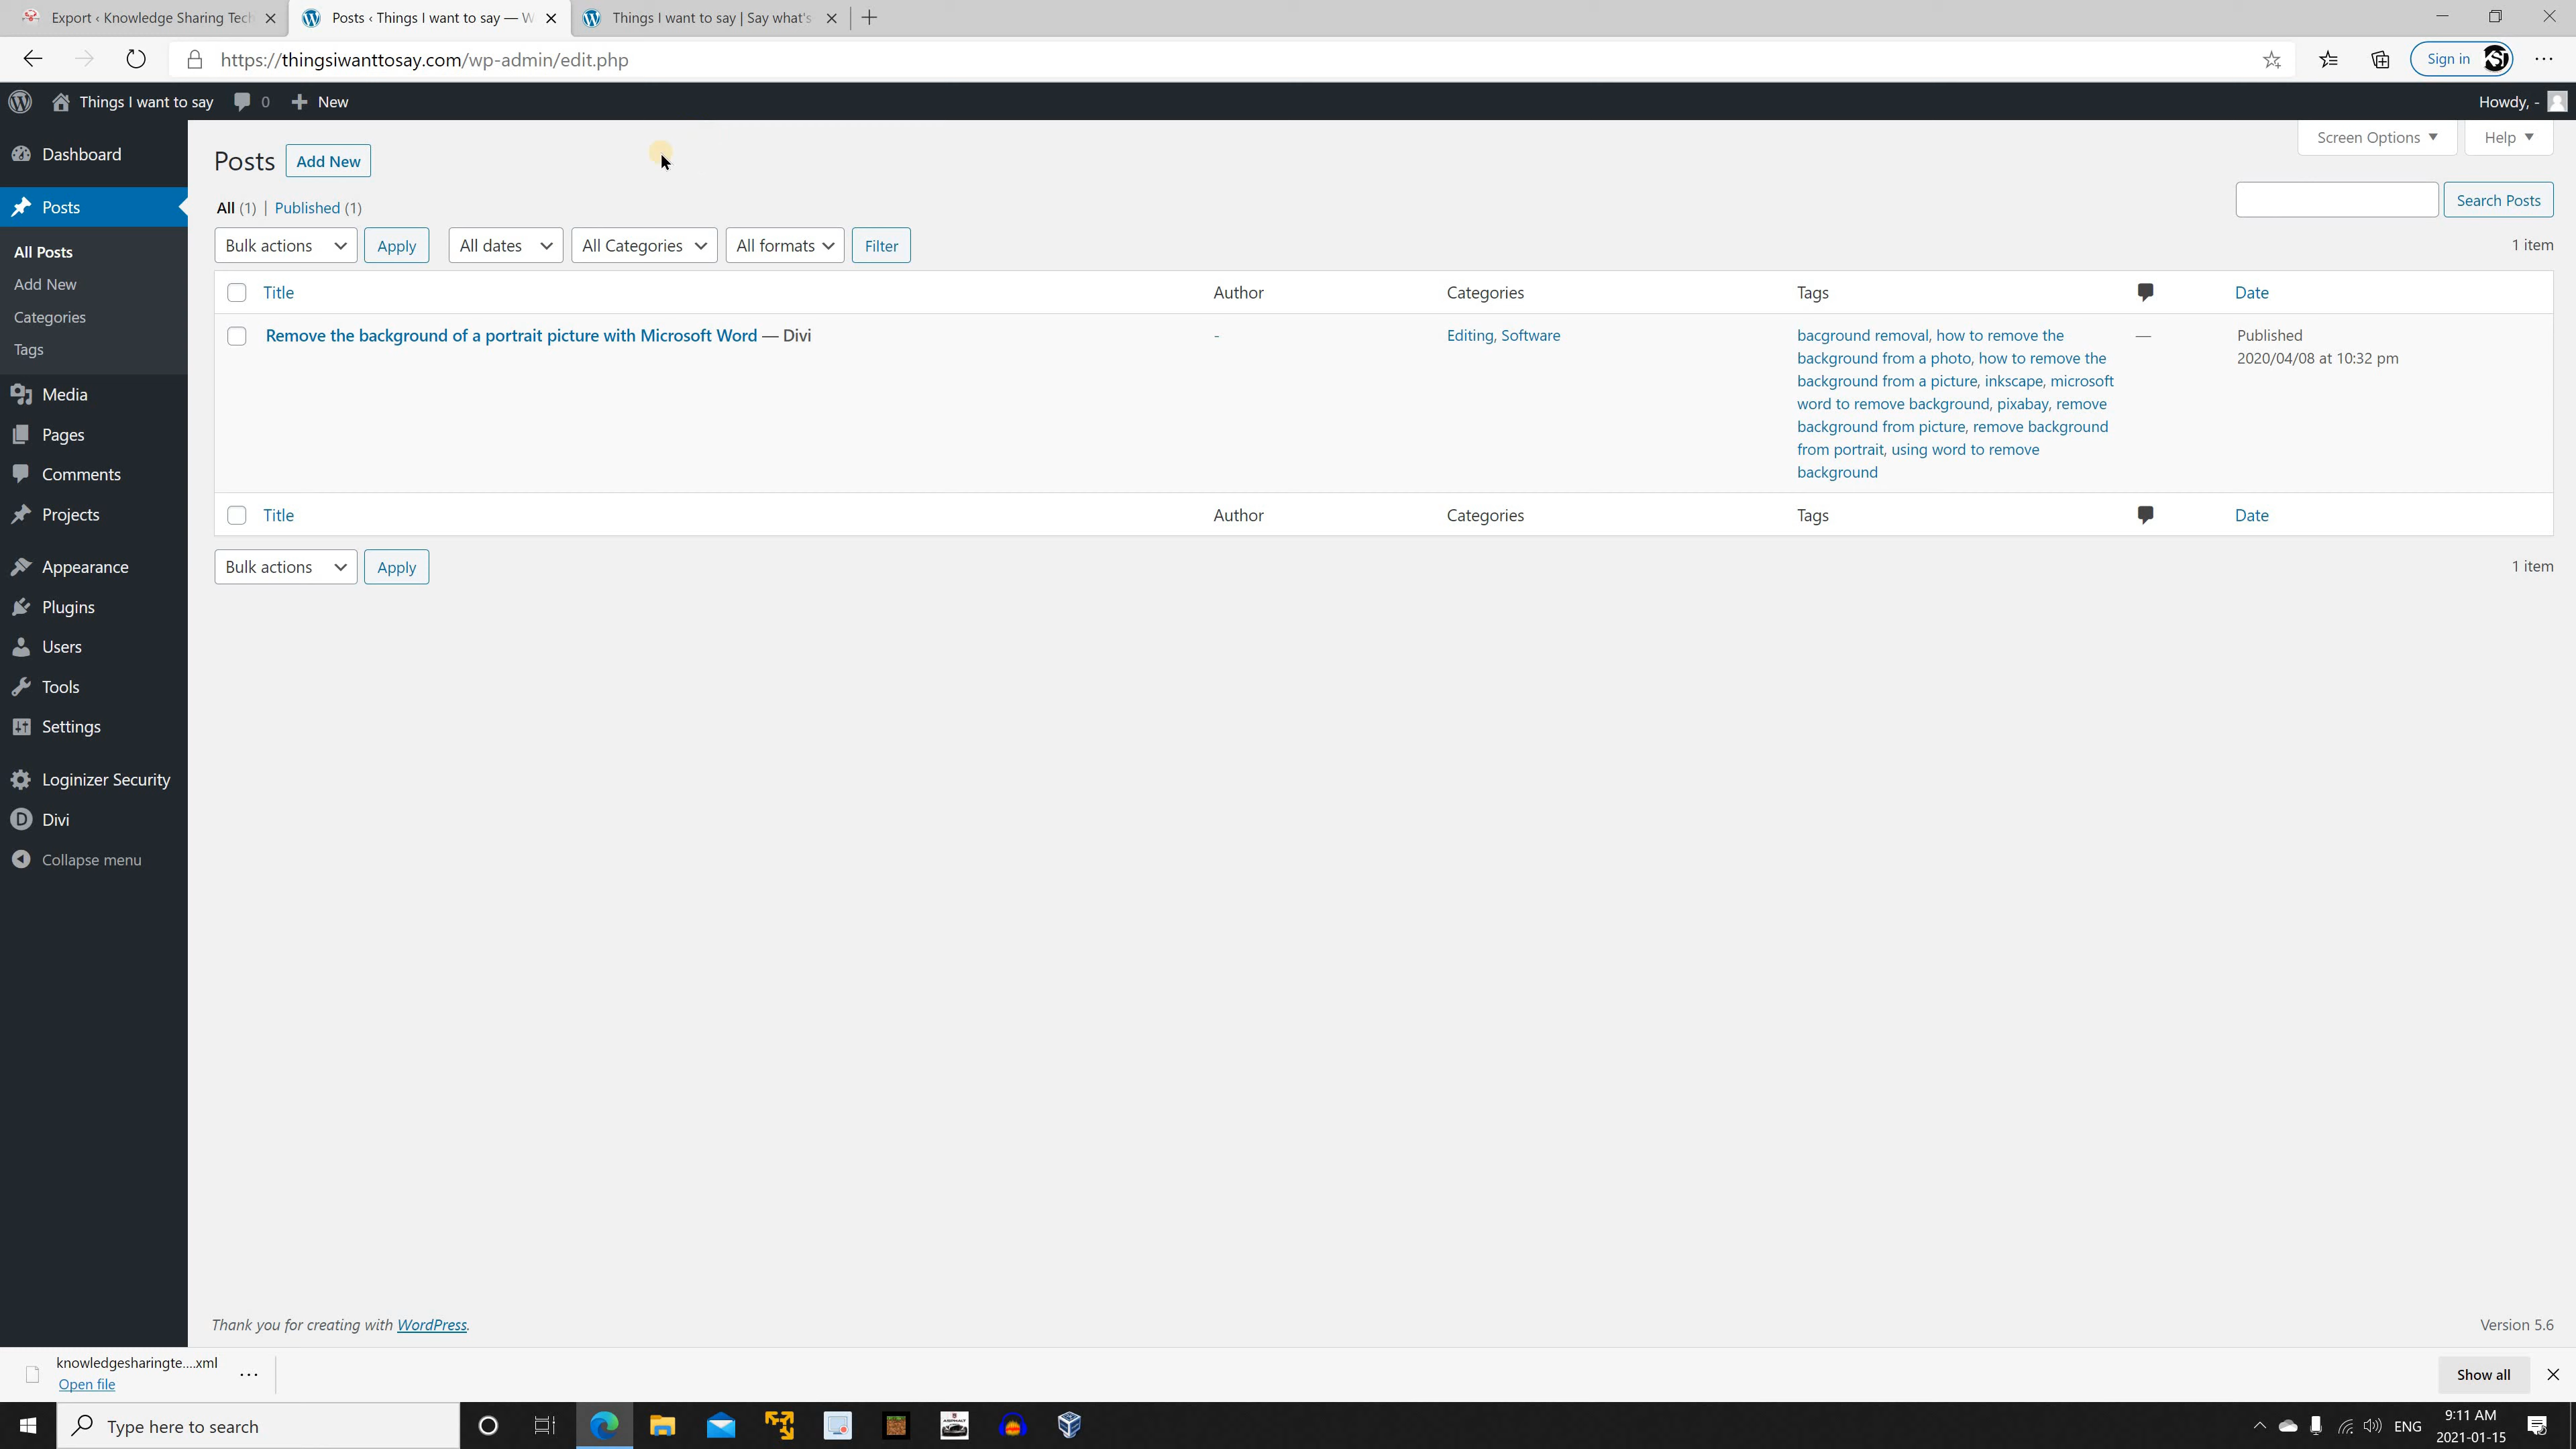 Export ‹ Knowledge Sharing Tech
Posts ‹ Things I want to say — W
Things I want to say | Say what's
https://thingsiwanttosay.com/wp-admin/edit.php
Sign in
Things I want to say
0
New
Howdy, -
Dashboard
Posts
All Posts
Add New
Categories
Tags
Media
Pages
Comments
Projects
Appearance
Plugins
Users
Tools
Settings
Loginizer Security
Divi
Collapse menu
Screen Options
Help
Posts
Add New
All (1) | Published (1)
Search Posts
Bulk actions
Apply
All dates
All Categories
All formats
Filter
1 item
Title
Author
Categories
Tags
Date
Remove the background of a portrait picture with Microsoft Word — Divi
-
Editing, Software
bacground removal, how to remove the
background from a photo, how to remove the
background from a picture, inkscape, microsoft
word to remove background, pixabay, remove
background from picture, remove background
from portrait, using word to remove
background
—
Published
2020/04/08 at 10:32 pm
Title
Author
Categories
Tags
Date
Bulk actions
Apply
1 item
Thank you for creating with WordPress.
Version 5.6
knowledgesharingte....xml
Open file
Show all
Type here to search
ENG
9:11 AM
2021-01-15